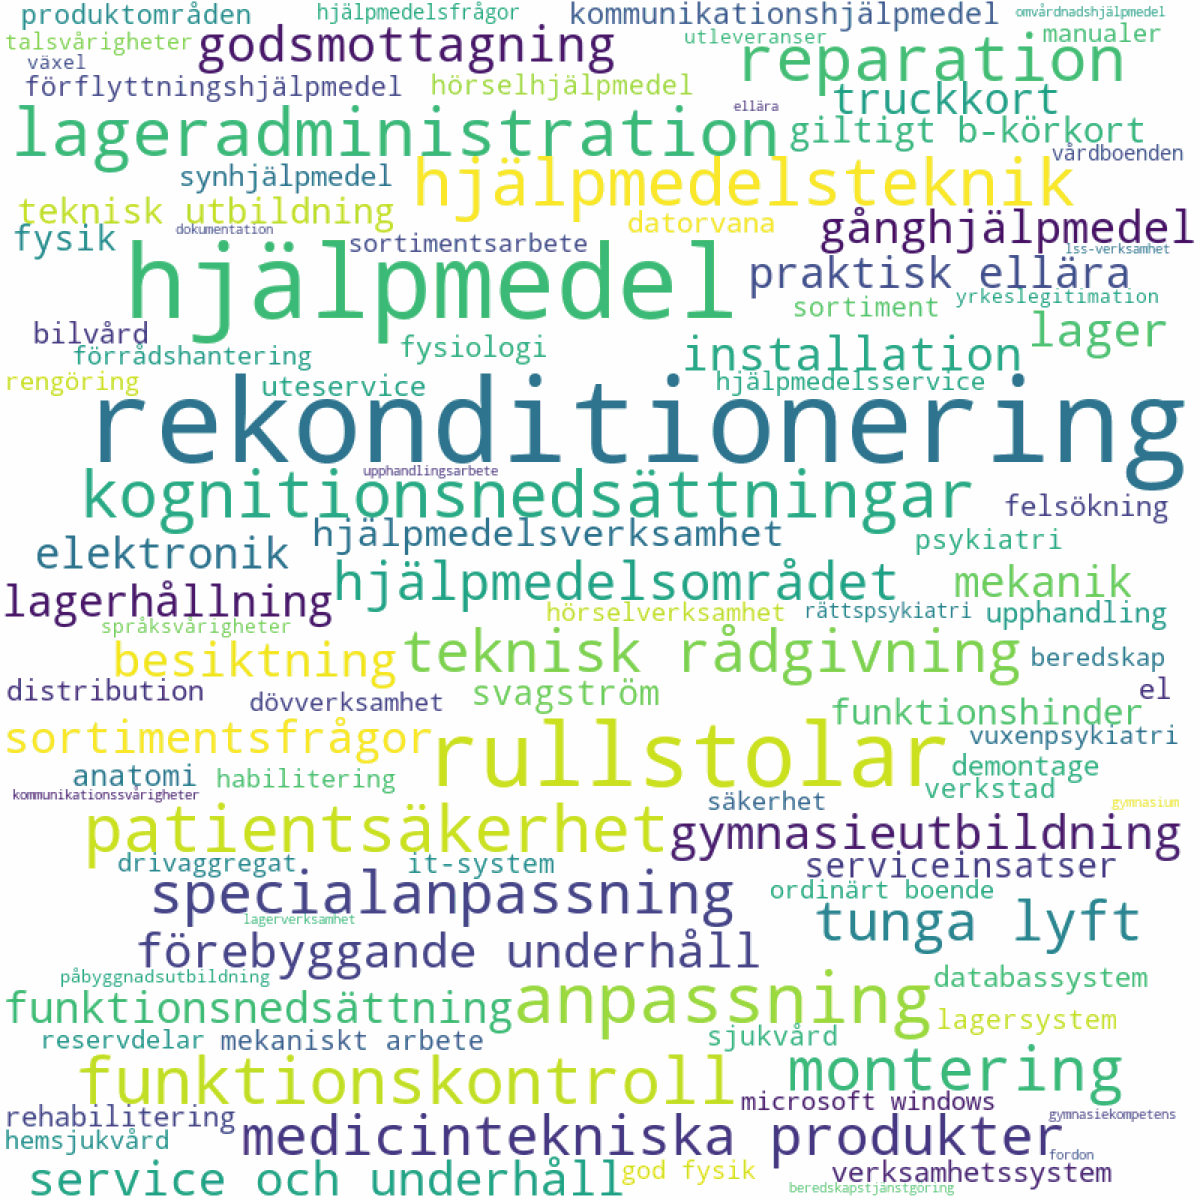 produktområden
hjälpmedelsfrågor
kommunikationshjälpmedel
omvårdnadshjälpmedel
talsvårigheter
godsmottagning
utleveranser
manualer
växel
reparation
förflyttningshjälpmedel
hörselhjälpmedel
truckkort
ellära
lageradministration
giltigt b-körkort
vårdboenden
synhjälpmedel
hjälpmedelsteknik
teknisk utbildning
datorvana
gånghjälpmedel
fysik
dokumentation
sortimentsarbete
lss-verksamhet
hjälpmedel
praktisk ellära
yrkeslegitimation
sortiment
bilvård
lager
förrådshantering
fysiologi
installation
rengöring
uteservice
hjälpmedelsservice
rekonditionering
upphandlingsarbete
kognitionsnedsättningar
felsökning
hjälpmedelsverksamhet
elektronik
psykiatri
hjälpmedelsområdet
mekanik
lagerhållning
hörselverksamhet
rättspsykiatri
upphandling
språksvårigheter
besiktning
teknisk rådgivning
beredskap
distribution
dövverksamhet
svagström
el
funktionshinder
sortimentsfrågor
rullstolar
vuxenpsykiatri
anatomi
habilitering
demontage
kommunikationssvårigheter
verkstad
säkerhet
gymnasium
patientsäkerhet
gymnasieutbildning
drivaggregat
it-system
serviceinsatser
specialanpassning
ordinärt boende
lagerverksamhet
tunga lyft
förebyggande underhåll
påbyggnadsutbildning
databassystem
funktionsnedsättning
anpassning
lagersystem
reservdelar
mekaniskt arbete
sjukvård
funktionskontroll
montering
microsoft windows
rehabilitering
gymnasiekompetens
hemsjukvård
medicintekniska produkter
fordon
service och underhåll
god fysik
verksamhetssystem
beredskapstjänstgöring